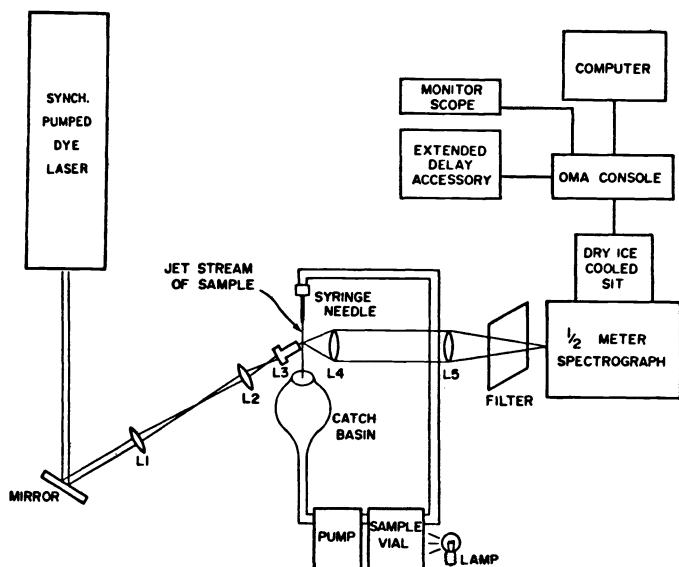 SYNCH.
PUMPED
DYE
LASER
COMPUTER
MONITOR
SCOPE
EXTENDED
DELAY
ACCESSORY
OMA CONSOLE
DRY ICE
COOLED
SIT
JET STREAM
OF SAMPLE
SYRINGE
NEEDLE
1/2 METER
SPECTROGRAPH
L3
L4
L5
L2
FILTER
CATCH
BASIN
L1
MIRROR
PUMP
SAMPLE
VIAL
LAMP